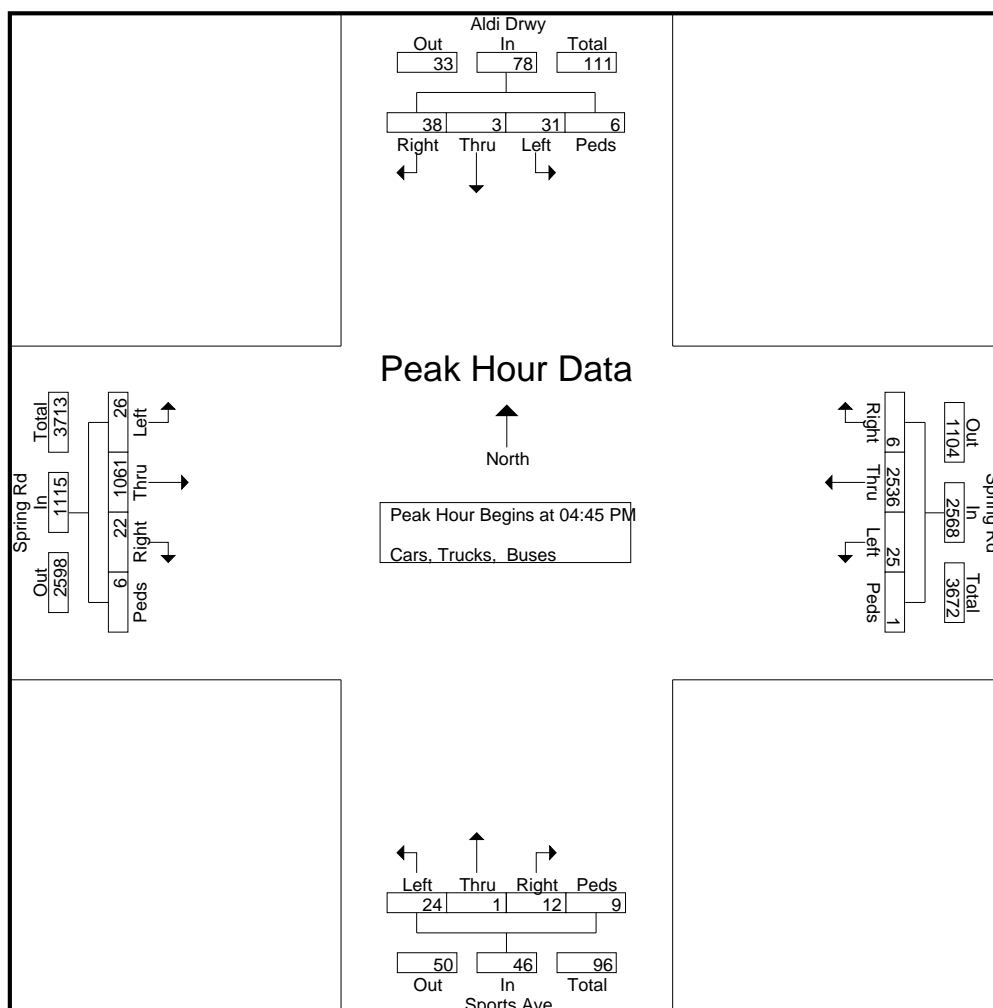 Aldi Drwy
Out In Total
33 78 111
38 3 31 6
Right Thru Left Peds
Peak Hour Data
North
Peak Hour Begins at 04:45 PM
Cars, Trucks, Buses
Spring Rd
Total In Out
3713 1115 2598
26 1061 22 6
Left Thru Right Peds
Right Thru Left Peds
6 2536 25 1
1104 2568 3672
Out In Total
Spring Rd
Left Thru Right Peds
24 1 12 9
50 46 96
Out In Total
Sports Ave